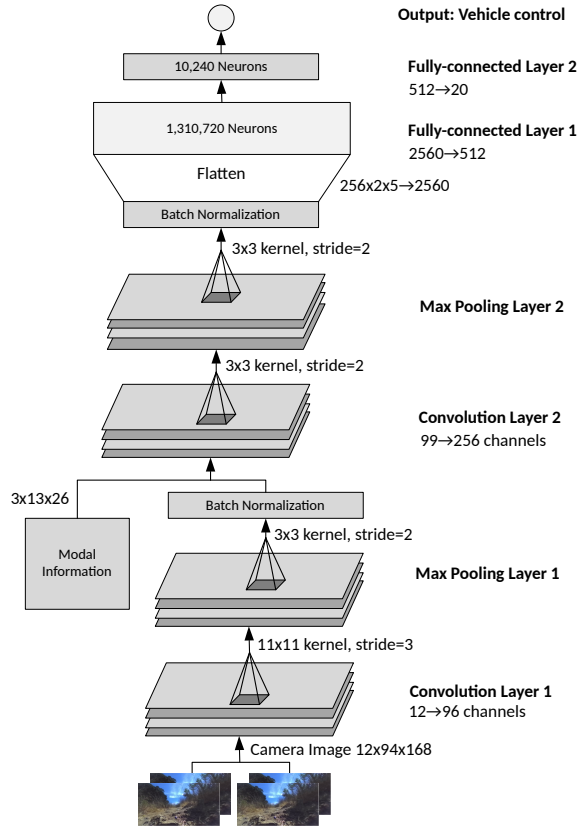 Output: Vehicle control
10,240 Neurons
Fully-connected Layer 2
512→20
1,310,720 Neurons
Fully-connected Layer 1
2560→512
Flatten
256x2x5→2560
Batch Normalization
3x3 kernel, stride=2
Max Pooling Layer 2
3x3 kernel, stride=2
Convolution Layer 2
99→256 channels
3x13x26
Batch Normalization
Modal
Information
3x3 kernel, stride=2
Max Pooling Layer 1
11x11 kernel, stride=3
Convolution Layer 1
12→96 channels
Camera Image 12x94x168